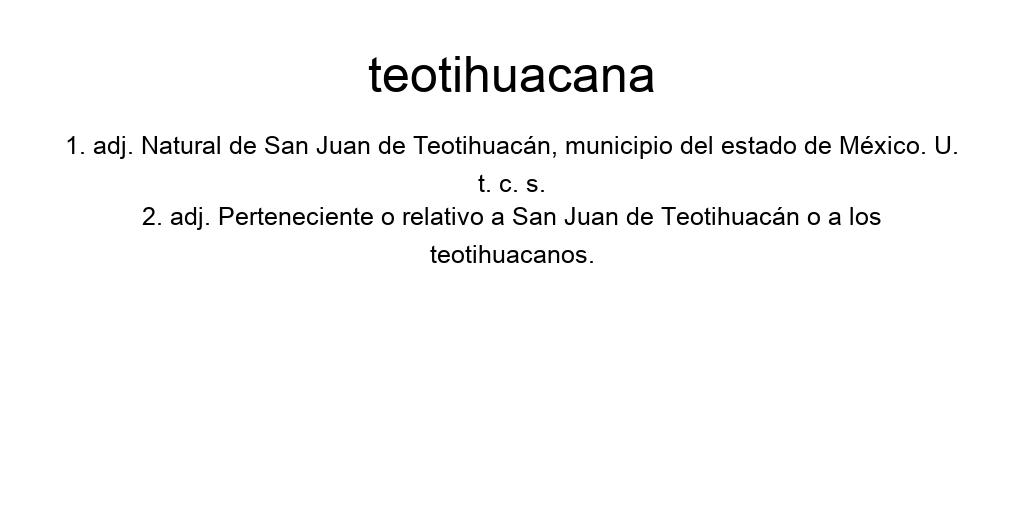 teotihuacana
1. adj. Natural de San Juan de Teotihuacán, municipio del estado de México. U.
t. c. s.
2. adj. Perteneciente o relativo a San Juan de Teotihuacán o a los
teotihuacanos.